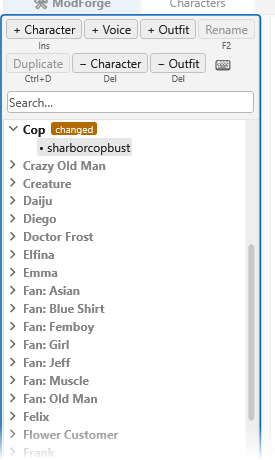 ModForge Characters
+ Character + Voice + Outfit Rename
Ins F2
Duplicate − Character − Outfit
Ctrl+D Del Del
Search...
Cop changed
• sharborcopbust
Crazy Old Man
Creature
Daiju
Diego
Doctor Frost
Elfina
Emma
Fan: Asian
Fan: Blue Shirt
Fan: Femboy
Fan: Girl
Fan: Jeff
Fan: Muscle
Fan: Old Man
Felix
Flower Customer
Frank